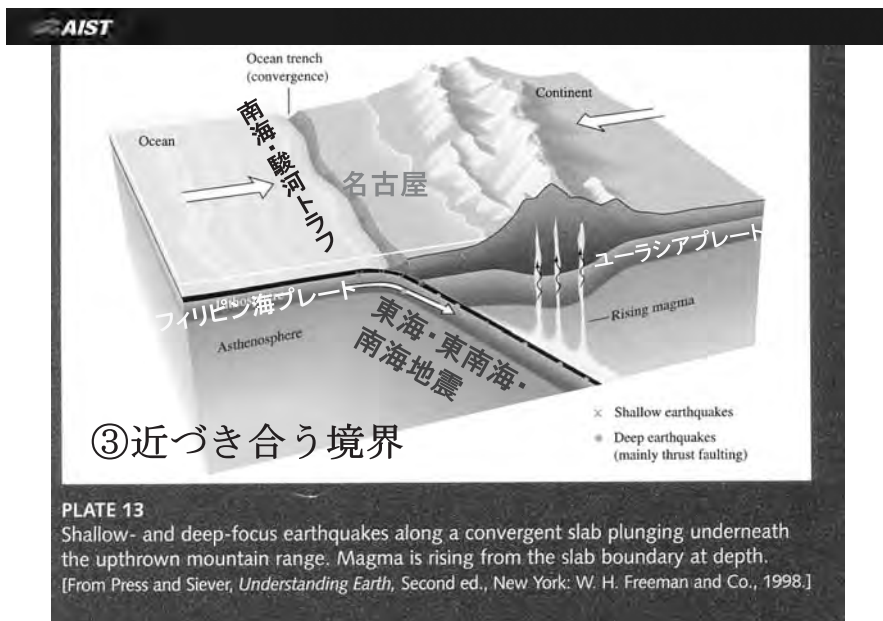 AIST
Ocean trench
(convergence)
Continent
Ocean
南海・駿河トラフ
名古屋
ユーラシアプレート
フィリピン海プレート
Rising magma
Asthenosphere
東海・東南海・
南海地震
× Shallow earthquakes
Deep earthquakes
(mainly thrust faulting)
③近づき合う境界
PLATE 13
Shallow- and deep-focus earthquakes along a convergent slab plunging underneath
the upthrown mountain range. Magma is rising from the slab boundary at depth.
[From Press and Siever, Understanding Earth, Second ed., New York: W. H. Freeman and Co., 1998.]